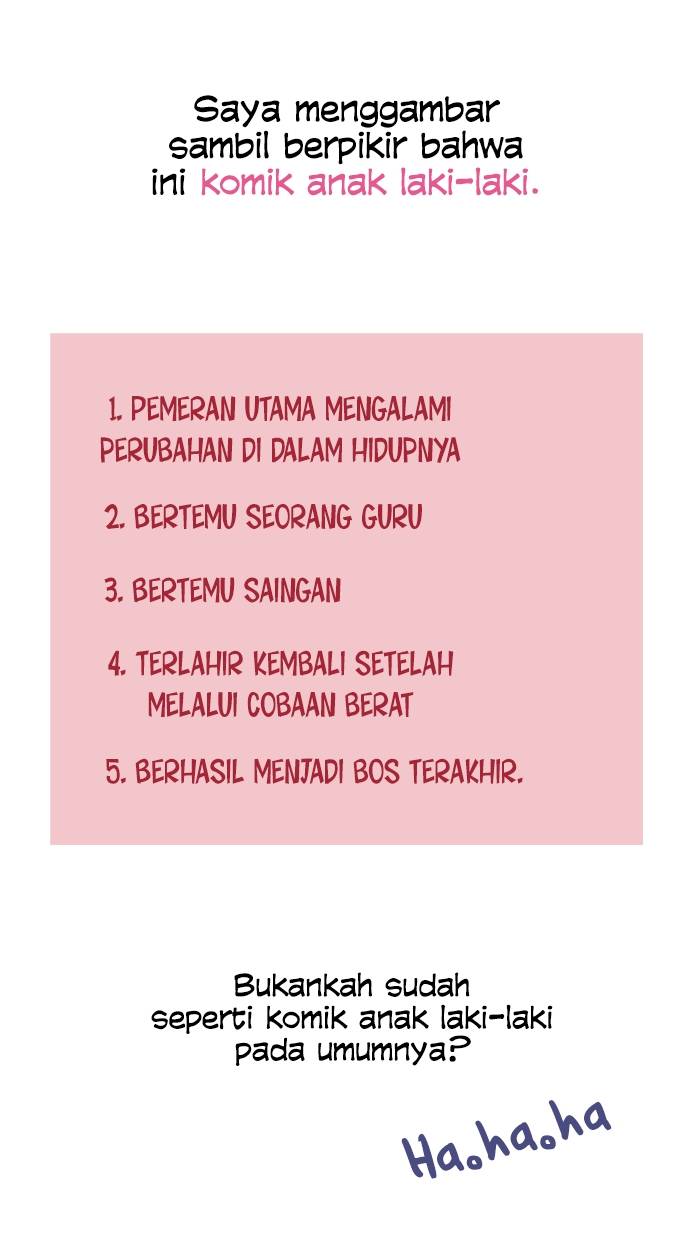 Saya menggambar
sambil berpikir bahwa
ini komik anak laki-laki.
1. PEMERAN UTAMA MENGALAMI
PERUBAHAN DI DALAM HIDUPNYA
2. BERTEMU SEORANG GURU
3. BERTEMU SAINGAN
4. TERLAHIR KEMBALI SETELAH
MELALUI COBAAN BERAT
5. BERHASIL MENJADI BOS TERAKHIR.
Bukankah sudah
seperti komik anak laki-laki
pada umumnya?
Ha.ha.ha